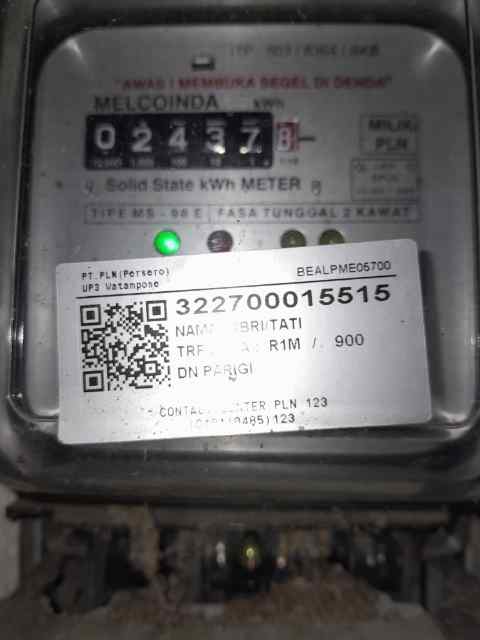 "AWAS ! MEMBUKA SEGEL DI DENDA"
MELCOINDA kWh
0 2 4 3 7 8
MILIK
PLN
Solid State kWh METER
TIPE MS - 98 E FASA TUNGGAL 2 KAWAT
PT PLN(Persero)
UP3 Watampone
BEALPME05700
322700015515
TATI
R1M /. 900
DN PARIGI
CONTACT CENTER PLN 123